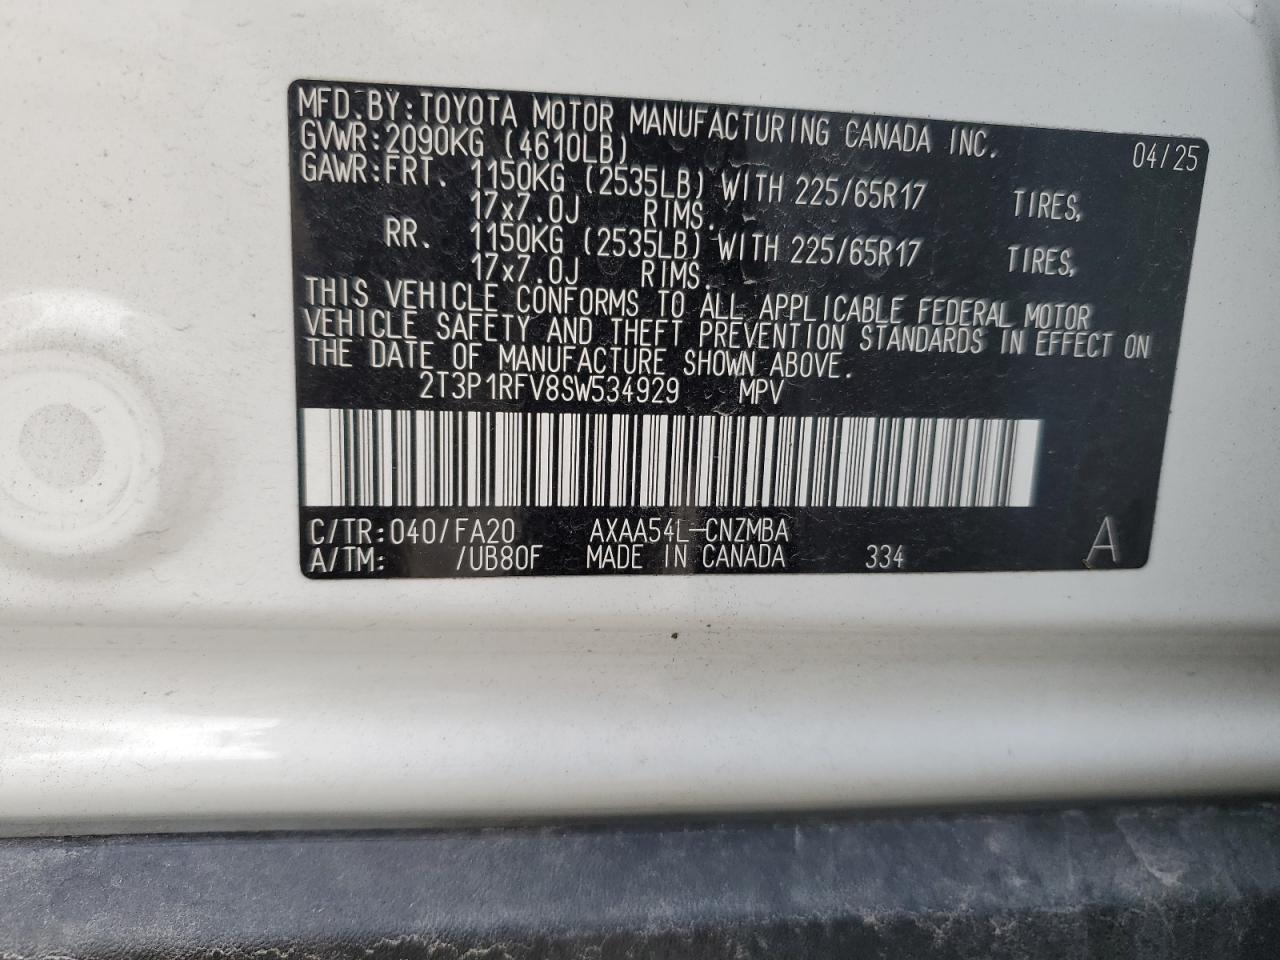 MFD.BY:TOYOTA MOTOR MANUFACTURING CANADA INC. 04/25
GVWR:2090KG (4610LB)
GAWR:FRT. 1150KG (2535LB) WITH 225/65R17 TIRES,
17x7.0J RIMS.
RR. 1150KG (2535LB) WITH 225/65R17 TIRES,
17x7.0J RIMS.
THIS VEHICLE CONFORMS TO ALL APPLICABLE FEDERAL MOTOR
VEHICLE SAFETY AND THEFT PREVENTION STANDARDS IN EFFECT ON
THE DATE OF MANUFACTURE SHOWN ABOVE.
2T3P1RFV8SW534929 MPV
C/TR:040/FA20 AXAA54L-CNZMBA
A/TM: /UB80F MADE IN CANADA 334 A